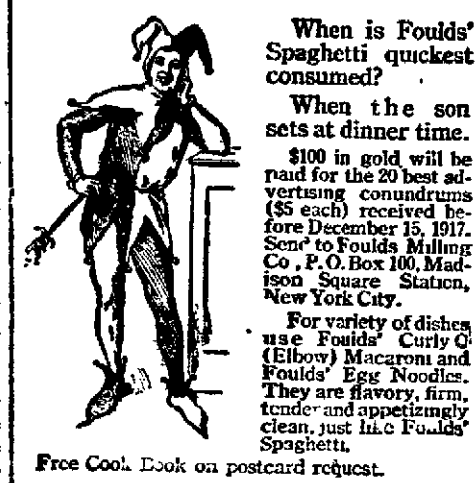 When is Foulds'
Spaghetti quickest
consumed?
When the son
sets at dinner time.
$100 in gold will be
paid for the 20 best ad-
vertising conundrums
($5 each) received be-
fore December 15, 1917.
Send to Foulds Milling
Co., P. O. Box 100, Mad-
ison Square Station,
New York City.
For variety of dishes
use Foulds' Curly Q
(Elbow) Macaroni and
Foulds' Egg Noodles.
They are flavory, firm,
tender and appetizingly
clean, just like Foulds'
Spaghetti.
Free Cook Book on postcard request.